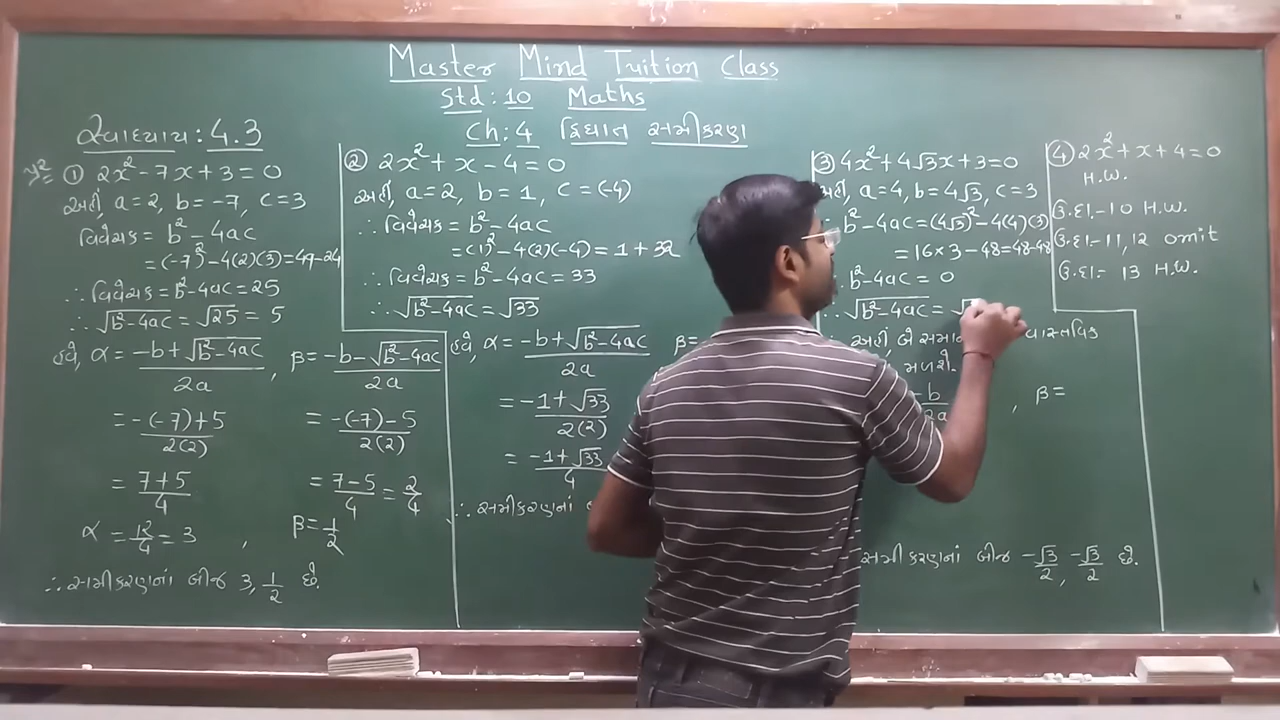 Master Mind Tuition Class
Std: 10 Maths
Ch: 4 દ્વિઘાત સમીકરણ
સ્વાધ્યાય: 4.3
① 2x² - 7x + 3 = 0
અહીં, a = 2, b = -7, c = 3
વિવેચક = b² - 4ac
= (-7)² - 4(2)(3) = 49 - 24
∴ વિવેચક = b² - 4ac = 25
∴ √(b² - 4ac) = √25 = 5
હવે, α = (-b + √(b² - 4ac))/2a , β = (-b - √(b² - 4ac))/2a
= (-(-7) + 5)/2(2) = (-(-7) - 5)/2(2)
= (7 + 5)/4 = (7 - 5)/4 = 2/4
α = 12/4 = 3 , β = 1/2
∴ સમીકરણનાં બીજ 3, 1/2 છે.
② 2x² + x - 4 = 0
અહીં, a = 2, b = 1, c = (-4)
∴ વિવેચક = b² - 4ac
= (1)² - 4(2)(-4) = 1 + 32
∴ વિવેચક = b² - 4ac = 33
∴ √(b² - 4ac) = √33
હવે, α = (-b + √(b² - 4ac))/2a
= (-1 + √33)/2(2)
= (-1 + √33)/4
∴ સમીકરણનાં
③ 4x² + 4√3x + 3 = 0
અહીં, a = 4, b = 4√3, c = 3
b² - 4ac = (4√3)² - 4(4)(3)
= 16 × 3 - 48 = 48 - 48
b² - 4ac = 0
∴ √(b² - 4ac) = √
∴ અહીં, બે સમાન વાસ્તવિક
મળશે.
-b/2a , β =
સમીકરણનાં બીજ -√3/2, -√3/2 છે.
④ 2x² + x + 4 = 0
H.W.
ઉ.દા.-10 H.W.
ઉ.દા.-11,12 omit
ઉ.દા.- 13 H.W.